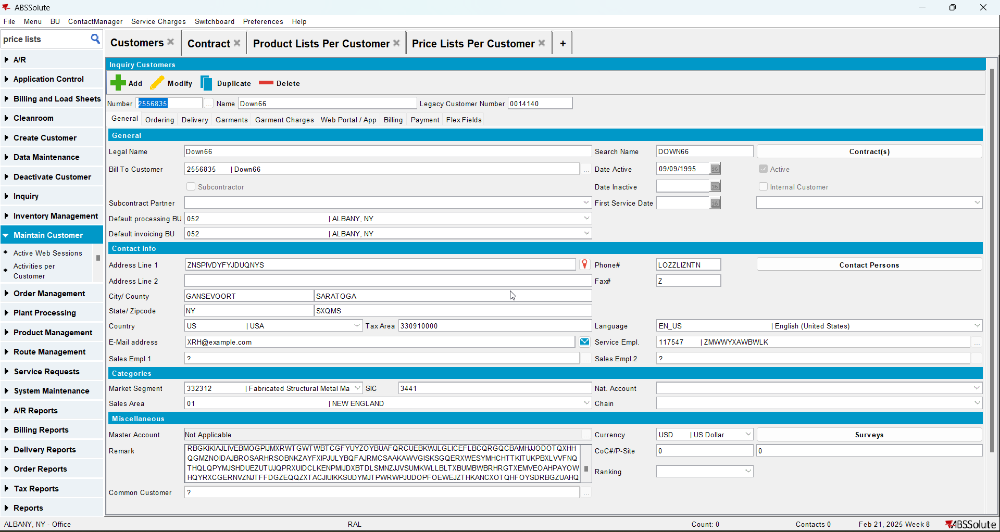 ABSSolute
File Menu BU ContactManager Service Charges Switchboard Preferences Help
price lists
Customers Contract Product Lists Per Customer Price Lists Per Customer +
A/R
Application Control
Billing and Load Sheets
Cleanroom
Create Customer
Data Maintenance
Deactivate Customer
Inquiry
Inventory Management
Maintain Customer
Active Web Sessions
Activities per
Customer
Order Management
Plant Processing
Product Management
Route Management
Service Requests
System Maintenance
A/R Reports
Billing Reports
Delivery Reports
Order Reports
Tax Reports
Reports
Inquiry Customers
Add Modify Duplicate Delete
Number 2556835 ... Name Down66 Legacy Customer Number 0014140
General Ordering Delivery Garments Garment Charges Web Portal / App Billing Payment Flex Fields
General
Legal Name Down66 Search Name DOWN66 Contract(s)
Bill To Customer 2556835 | Down66 ... Date Active 09/09/1995 16 Active
Subcontractor Date Inactive 16 Internal Customer
Subcontract Partner First Service Date 16
Default processing BU 052 | ALBANY, NY
Default invoicing BU 052 | ALBANY, NY
Contact info
Address Line 1 ZNSPIVDYFYJDUQNYS Phone# LOZZLIZNTN Contact Persons
Address Line 2 Fax# Z
City/ County GANSEVOORT SARATOGA
State/ Zipcode NY SXQMS
Country US | USA Tax Area 330910000 Language EN_US | English (United States)
E-Mail address XRH@example.com Service Empl. 117547 | ZMWWYXAWBWLK ...
Sales Empl.1 ? ... Sales Empl.2 ? ...
Categories
Market Segment 332312 | Fabricated Structural Metal Ma SIC 3441 Nat. Account
Sales Area 01 | NEW ENGLAND Chain
Miscellaneous
Master Account Not Applicable ... Currency USD | US Dollar Surveys
Remark RBGKIKIAJLIVEBMOGPIJMXRWTGWTWBTCGFYUYZOYBUAFQRCUEBKWJLGLICEFLBCQRGQCBAMHJJODOTQXHH CoC#/P-Site 0 0
QGMZNOIDAJBROSARHRSOBNKZAYFXIPJULYBQFAJRMCSAAKAWVGISKSGQERXWESYMHCHTTKITUKPBXLVVFNQ
THQLQPYMJSHDUEZUTUJQPRXUIDCLKENPMIJDXBTDLSMNZJJVSUMKWLLBLTXBUMBWBRHRGTXEMVEOAHPAYOW
HQYRXCGERNVZNJTFFDGZEQQZXTACJIUIKKSUDYMJTPWRWPJUDOPFOEWEJZTHKANCXOTQHFOYSDRBGZUAHQ
Ranking
Common Customer ? ...
ALBANY, NY - Office RAL Count: 0 Contacts 0 Feb 21, 2025 Week 8 ABSSolute